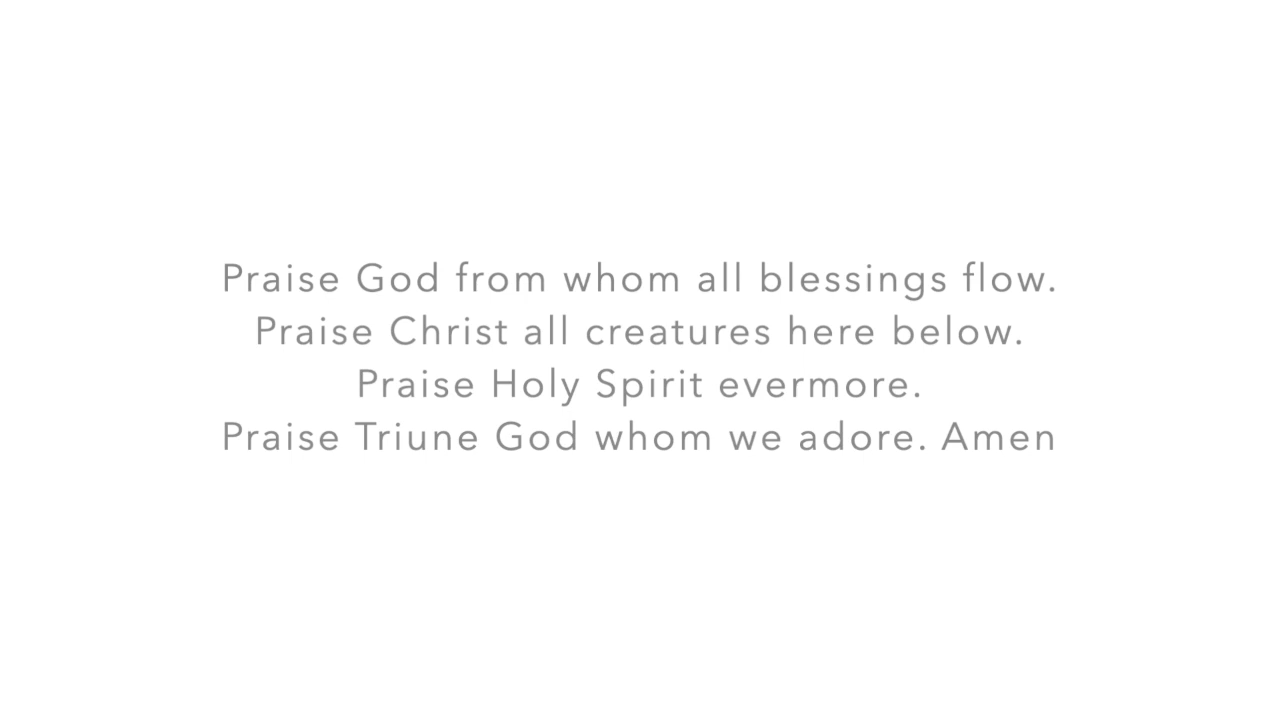 Praise God from whom all blessings flow.
Praise Christ all creatures here below.
Praise Holy Spirit evermore.
Praise Triune God whom we adore. Amen